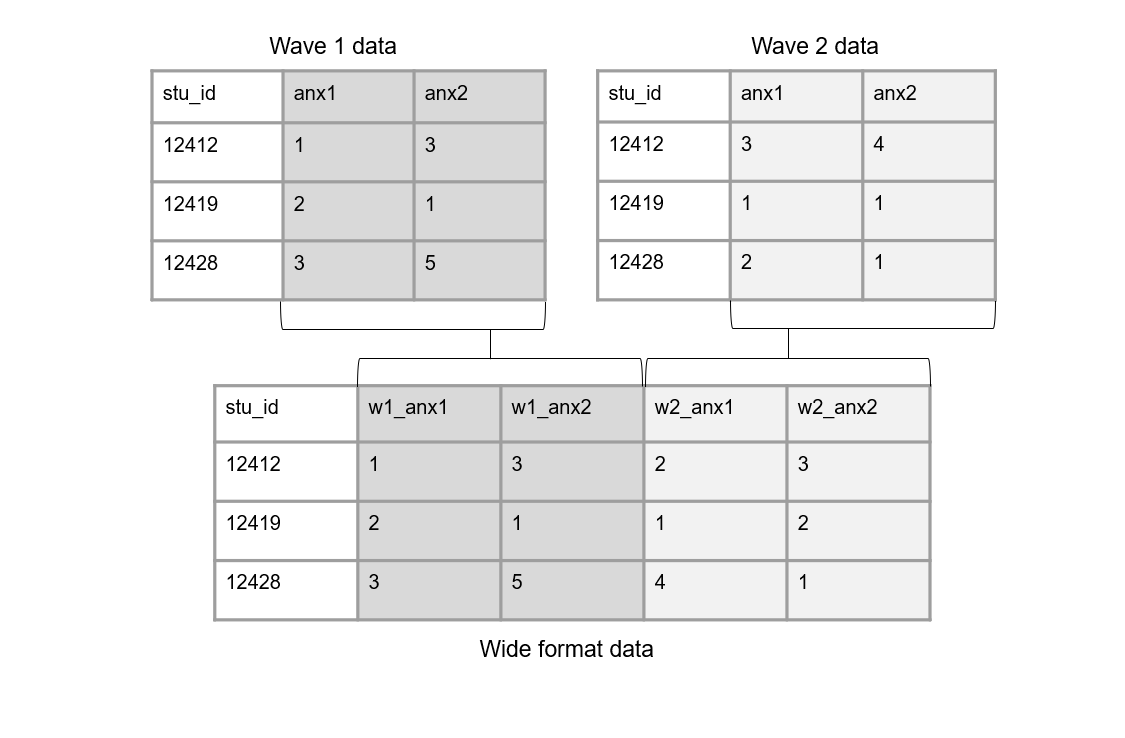 Wave 1 data
stu_id anx1 anx2
12412 1 3
12419 2 1
12428 3 5
Wave 2 data
stu_id anx1 anx2
12412 3 4
12419 1 1
12428 2 1
stu_id w1_anx1 w1_anx2 w2_anx1 w2_anx2
12412 1 3 2 3
12419 2 1 1 2
12428 3 5 4 1
Wide format data